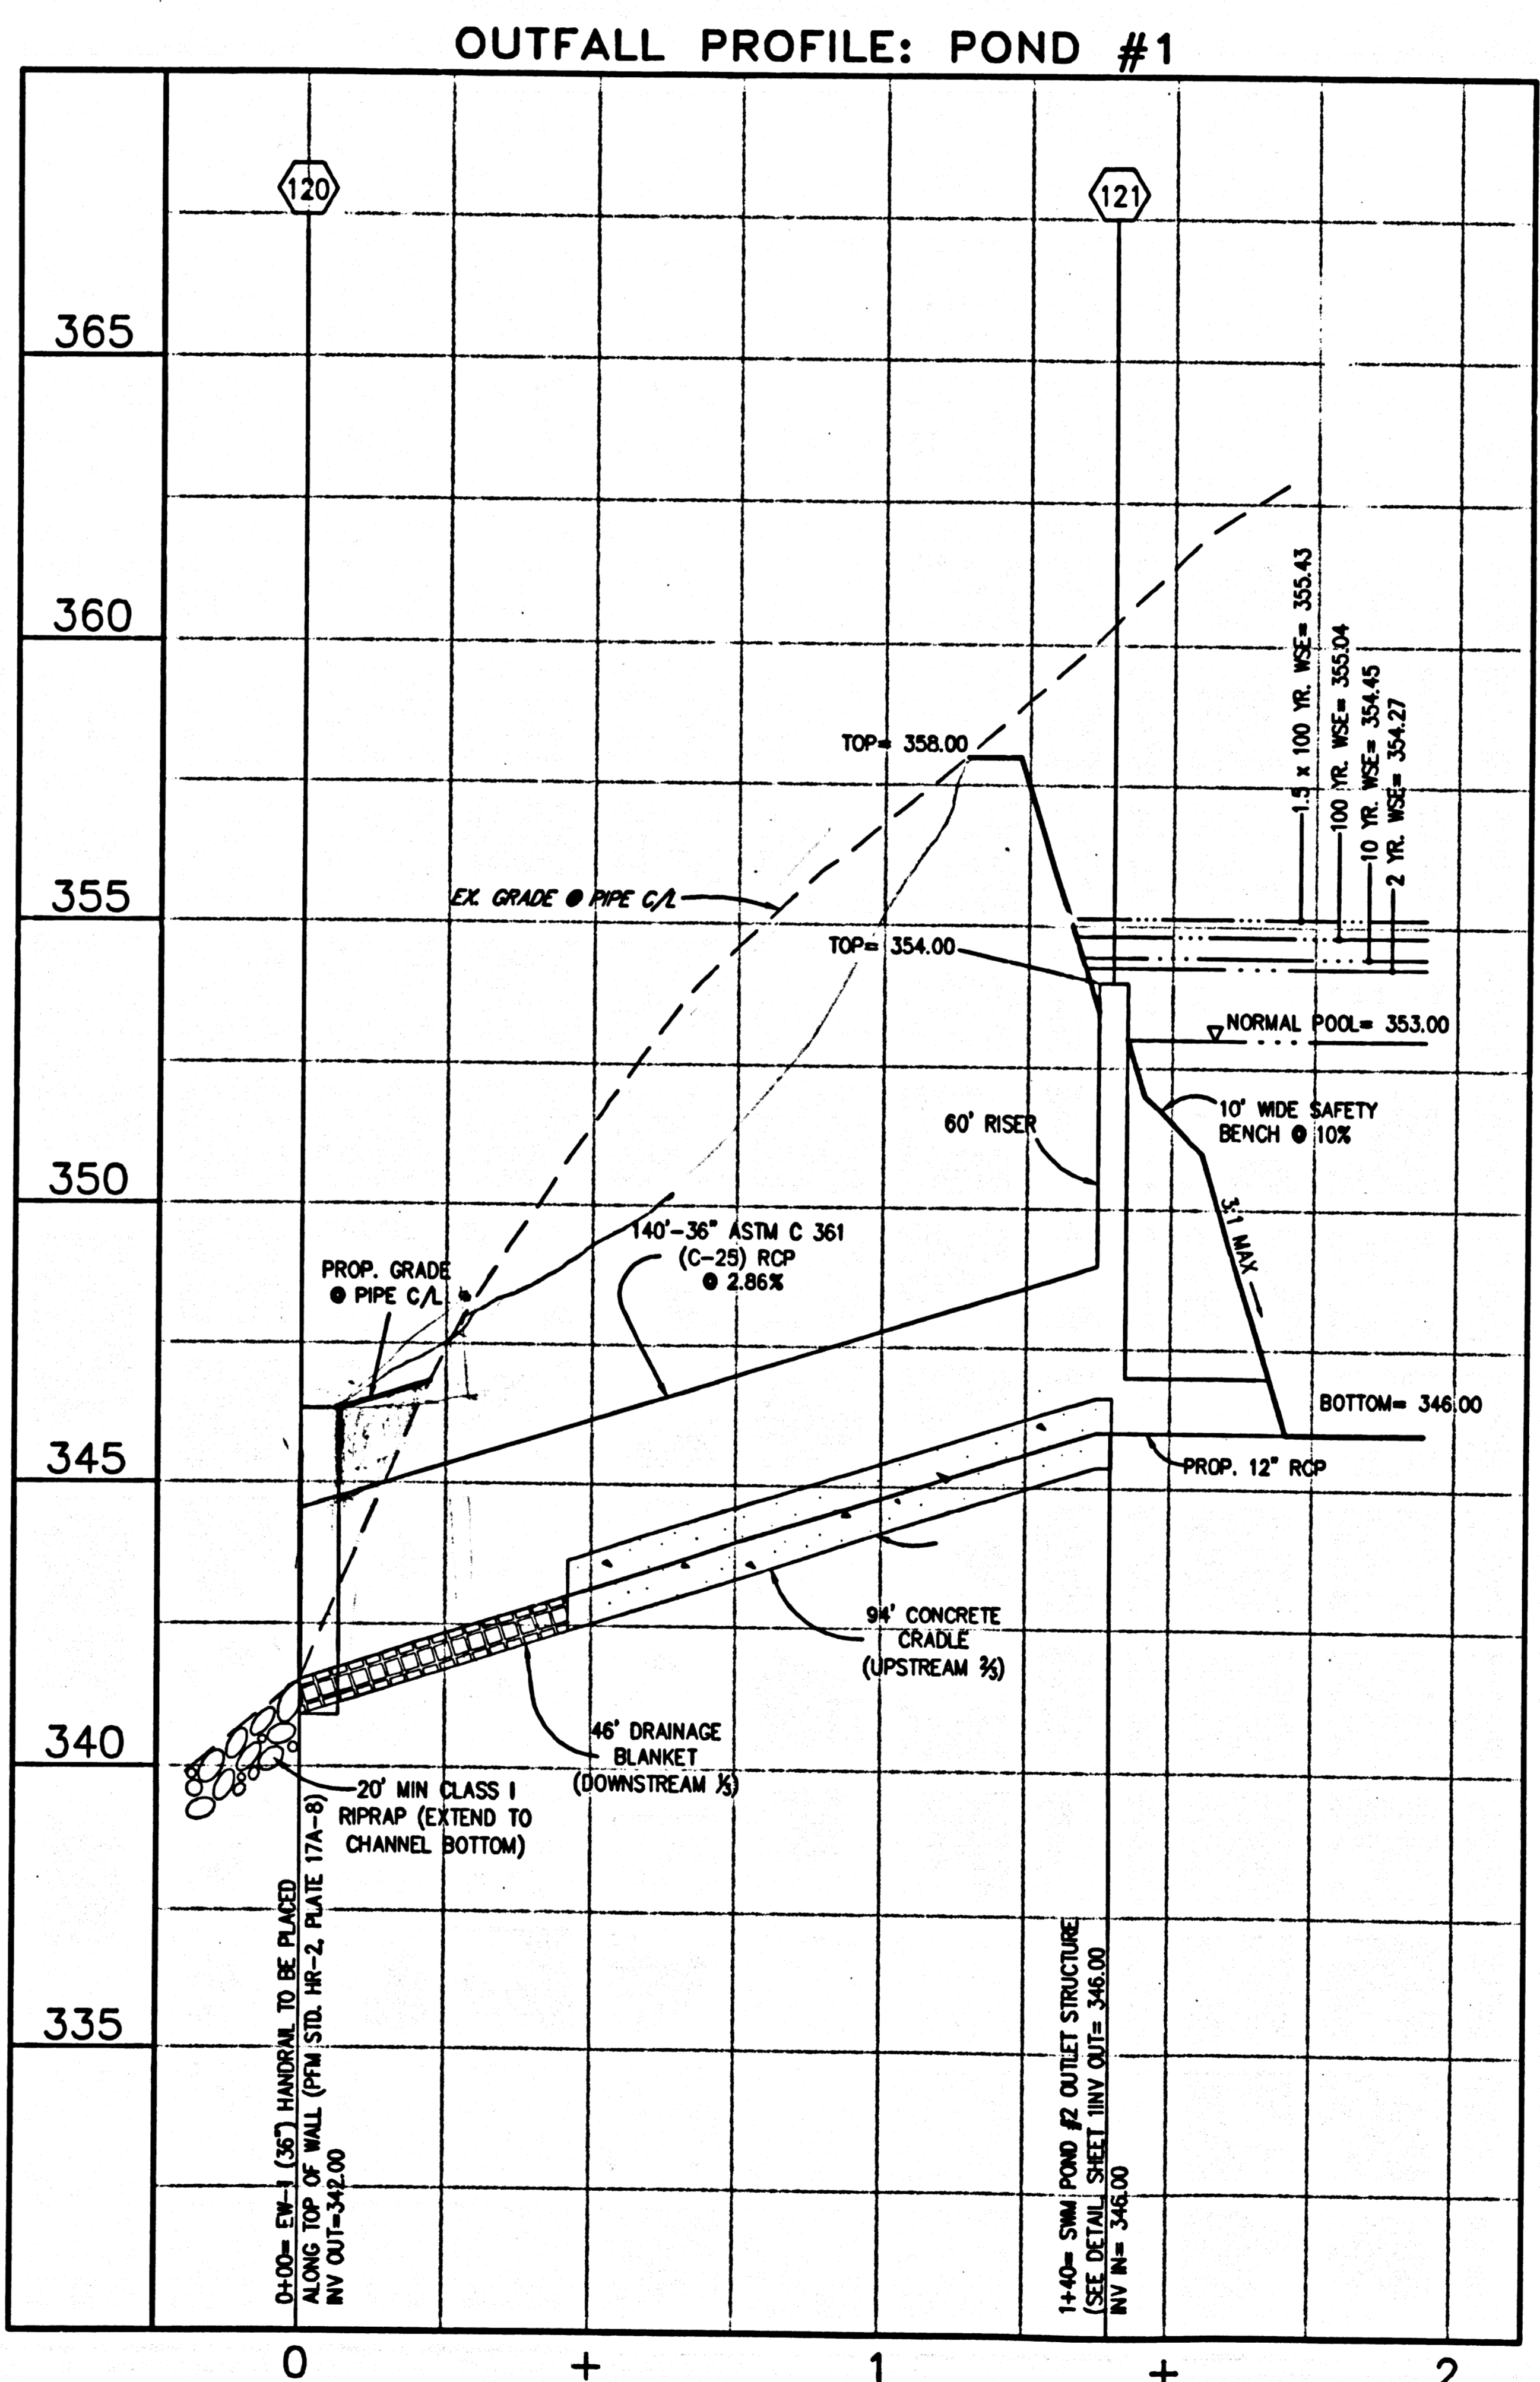 OUTFALL PROFILE: POND #1
120
121
365
360
355
350
345
340
335
1.5 x 100 YR. WSE= 355.43
100 YR. WSE= 355.04
10 YR. WSE= 354.45
2 YR. WSE= 354.27
TOP= 358.00
EX. GRADE @ PIPE C/L
TOP= 354.00
NORMAL POOL= 353.00
10' WIDE SAFETY
BENCH @ 10%
60' RISER
3:1 MAX
140'-36" ASTM C 361
(C-25) RCP
@ 2.86%
PROP. GRADE
@ PIPE C/L
BOTTOM= 346.00
PROP. 12" RCP
94' CONCRETE
CRADLE
(UPSTREAM ⅔)
46' DRAINAGE
BLANKET
(DOWNSTREAM ⅓)
20' MIN CLASS I
RIPRAP (EXTEND TO
CHANNEL BOTTOM)
0+00= EW-1 (36") HANDRAIL TO BE PLACED
ALONG TOP OF WALL (PFM STD. HR-2, PLATE 17A-8)
INV OUT=342.00
1+40= SWM POND #2 OUTLET STRUCTURE
(SEE DETAIL SHEET 1INV OUT= 346.00
INV IN= 346.00
0 + 1 + 2